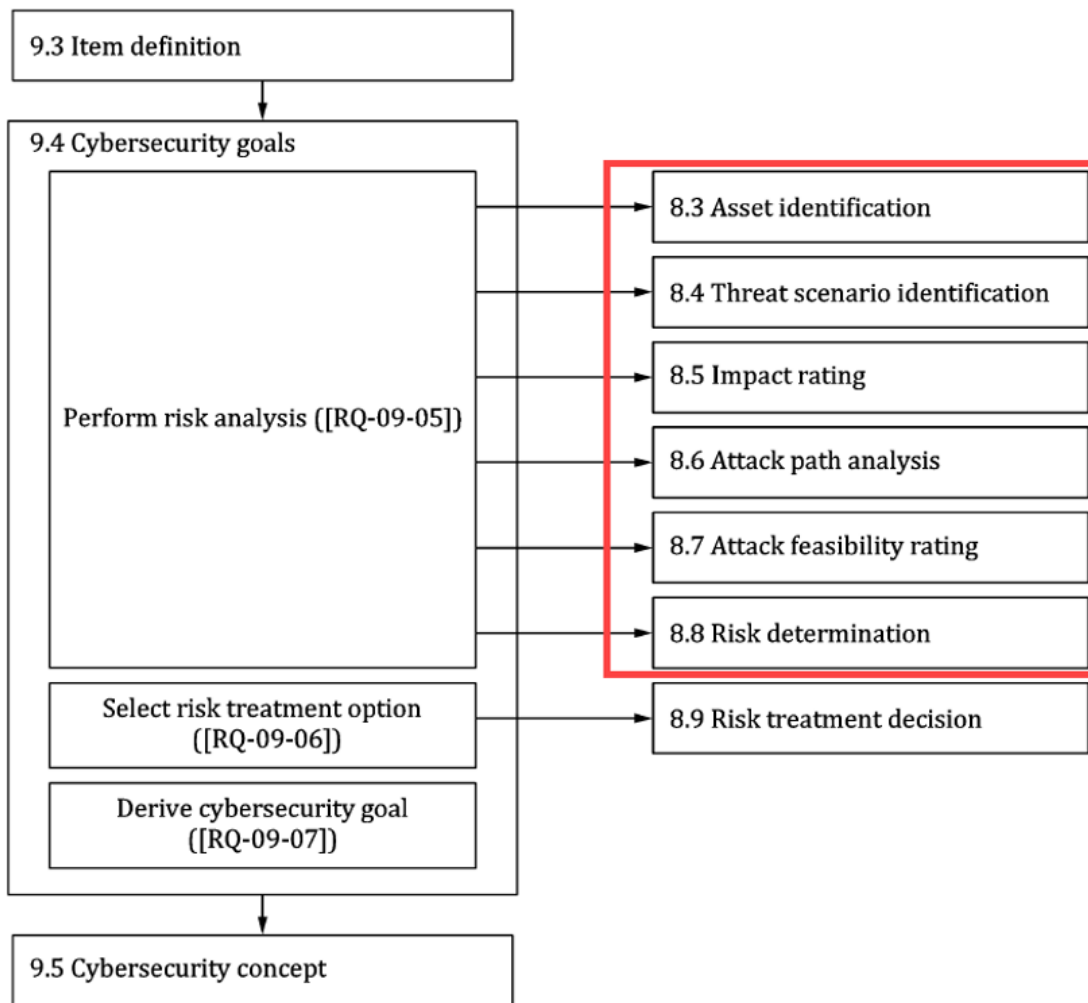 9.3 Item definition
9.4 Cybersecurity goals
Perform risk analysis ([RQ-09-05])
8.3 Asset identification
8.4 Threat scenario identification
8.5 Impact rating
8.6 Attack path analysis
8.7 Attack feasibility rating
8.8 Risk determination
Select risk treatment option
([RQ-09-06])
8.9 Risk treatment decision
Derive cybersecurity goal
([RQ-09-07])
9.5 Cybersecurity concept